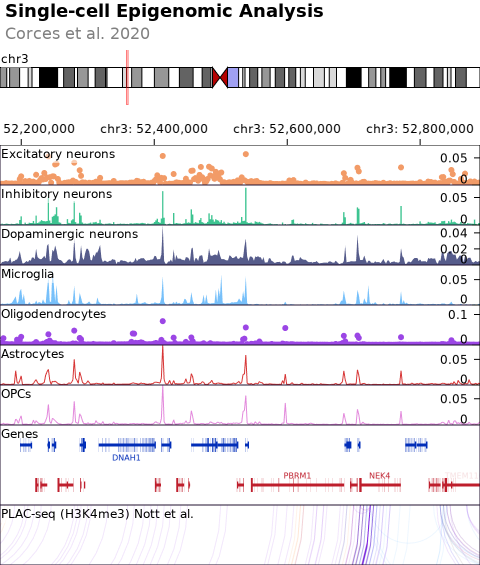 Single-cell Epigenomic Analysis
Corces et al. 2020
chr3
52,200,000 chr3: 52,400,000 chr3: 52,600,000 chr3: 52,800,000
Excitatory neurons 0.05
0
Inhibitory neurons 0.05
0
Dopaminergic neurons 0.04
0.02
0
Microglia 0.05
0
Oligodendrocytes 0.1
0
Astrocytes 0.05
0
OPCs 0.05
0
Genes
DNAH1
PBRM1 NEK4
PLAC-seq (H3K4me3) Nott et al.